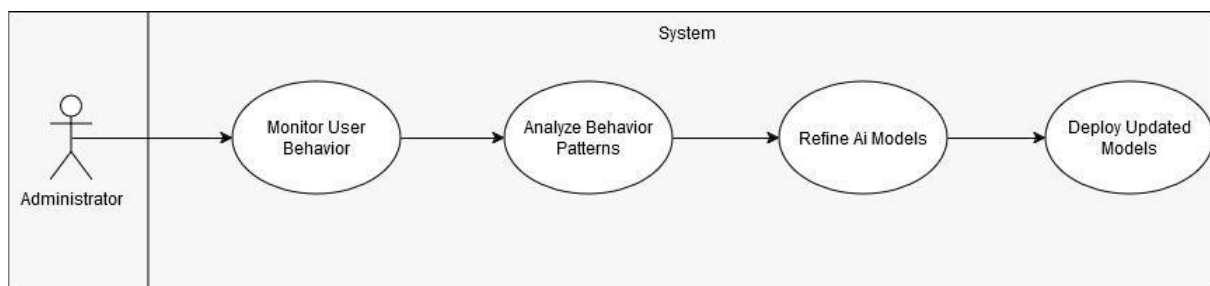 System
Monitor User
Behavior
Analyze Behavior
Patterns
Refine Ai Models
Deploy Updated
Models
Administrator